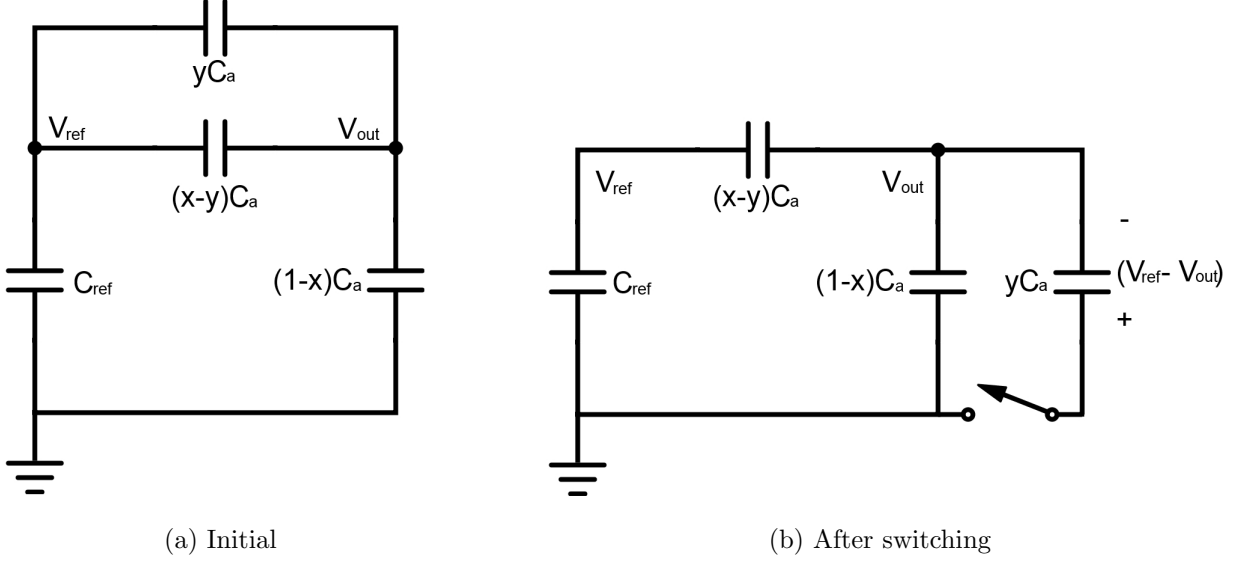 yCa
Vref
Vout
(x-y)Ca
Cref
(1-x)Ca
(a) Initial
Vref
(x-y)Ca
Vout
Cref
(1-x)Ca
yCa
-
(Vref- Vout)
+
(b) After switching